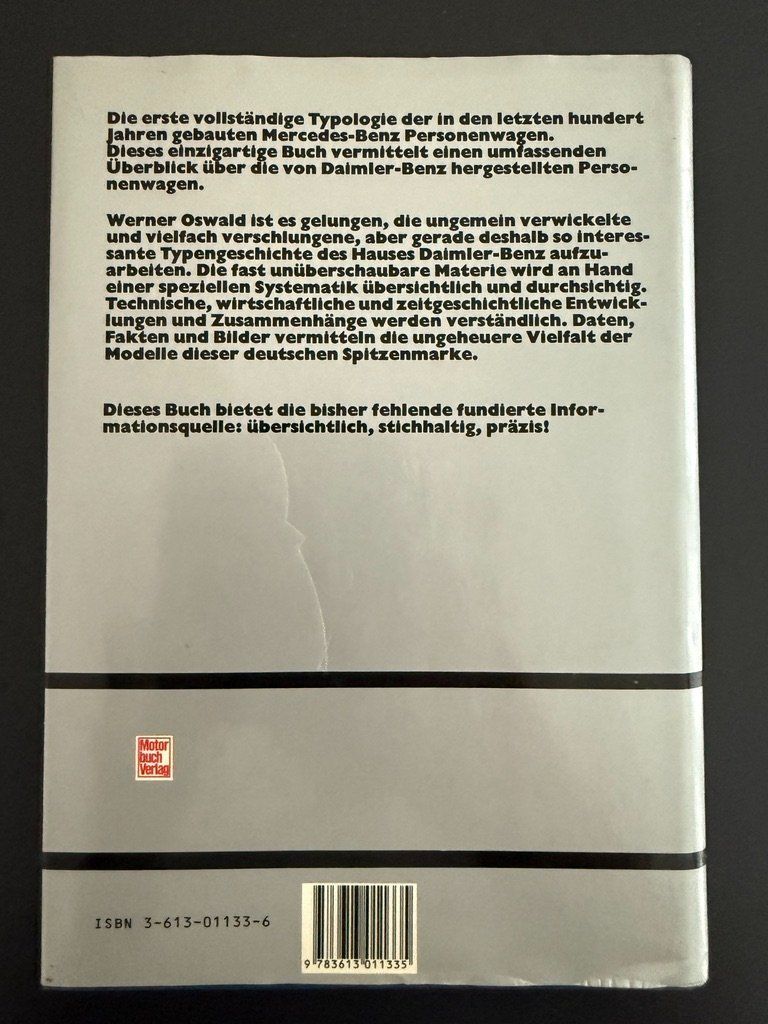 Die erste vollständige Typologie der in den letzten hundert
Jahren gebauten Mercedes-Benz Personenwagen.
Dieses einzigartige Buch vermittelt einen umfassenden
Überblick über die von Daimler-Benz hergestellten Perso-
nenwagen.
Werner Oswald ist es gelungen, die ungemein verwickelte
und vielfach verschlungene, aber gerade deshalb so interes-
sante Typengeschichte des Hauses Daimler-Benz aufzu-
arbeiten. Die fast unüberschaubare Materie wird an Hand
einer speziellen Systematik übersichtlich und durchsichtig.
Technische, wirtschaftliche und zeitgeschichtliche Entwick-
lungen und Zusammenhänge werden verständlich. Daten,
Fakten und Bilder vermitteln die ungeheuere Vielfalt der
Modelle dieser deutschen Spitzenmarke.
Dieses Buch bietet die bisher fehlende fundierte Infor-
mationsquelle: übersichtlich, stichhaltig, präzis!
Motor
buch
Verlag
ISBN 3-613-01133-6
9 783613 011335